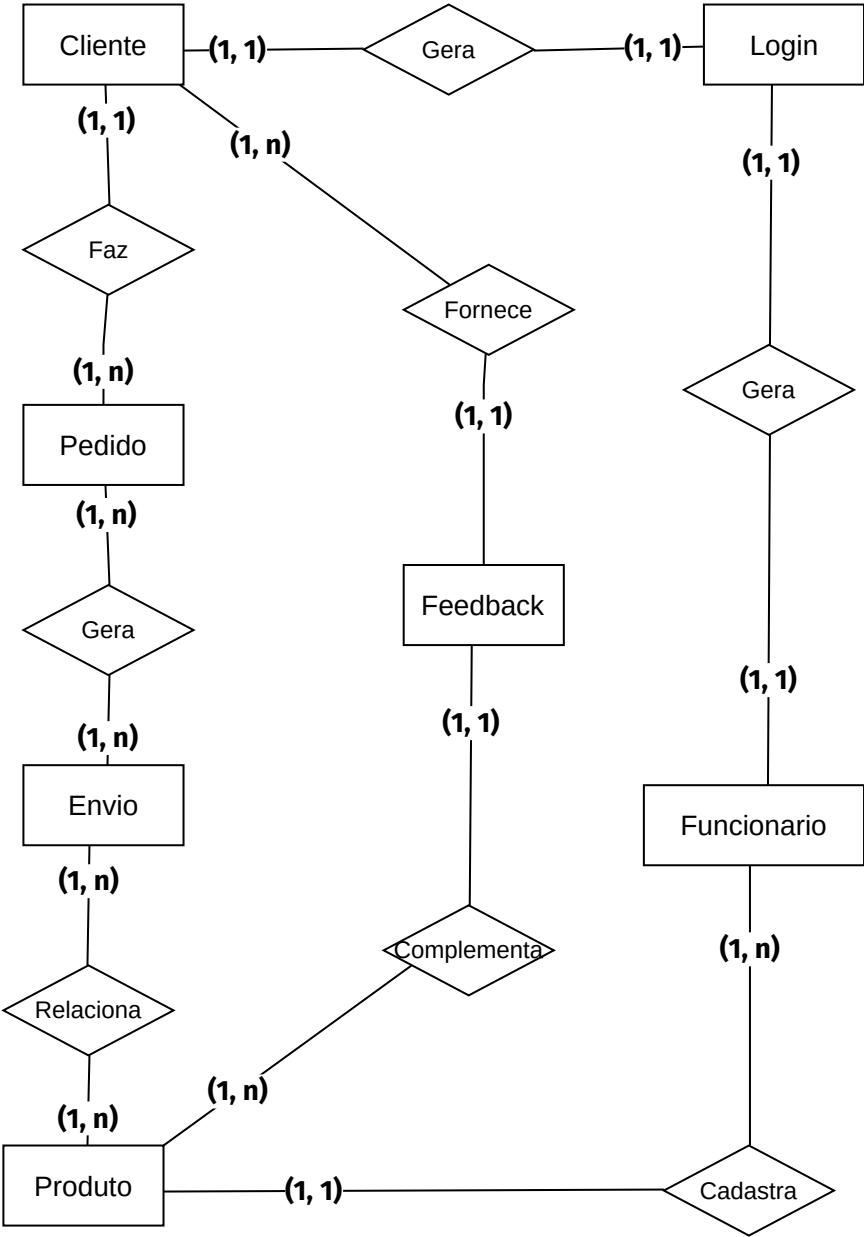 Cliente
(1, 1)
Gera
(1, 1)
Login
(1, 1)
(1, n)
(1, 1)
Faz
Fornece
(1, n)
(1, 1)
Gera
Pedido
(1, n)
Feedback
Gera
(1, 1)
(1, n)
(1, 1)
Envio
Funcionario
(1, n)
Complementa
(1, n)
Relaciona
(1, n)
(1, n)
Produto
(1, 1)
Cadastra